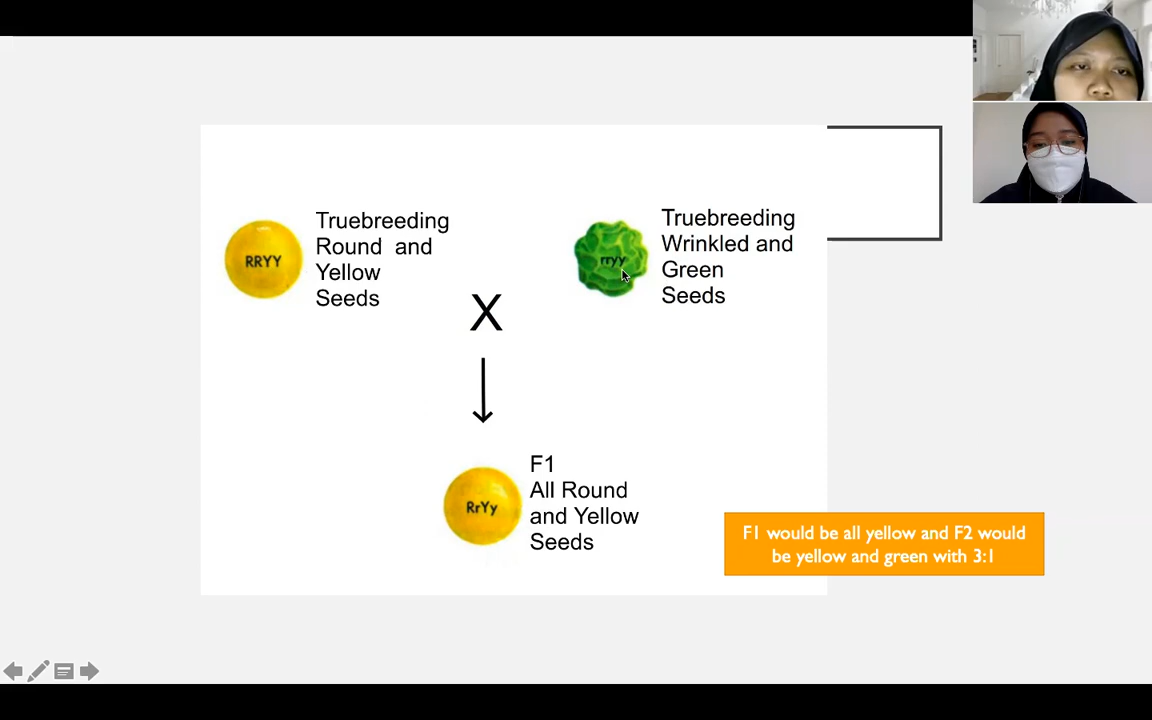 RRYY
Truebreeding
Round and
Yellow
Seeds
rryy
Truebreeding
Wrinkled and
Green
Seeds
X
RrYy
F1
All Round
and Yellow
Seeds
F1 would be all yellow and F2 would
be yellow and green with 3:1